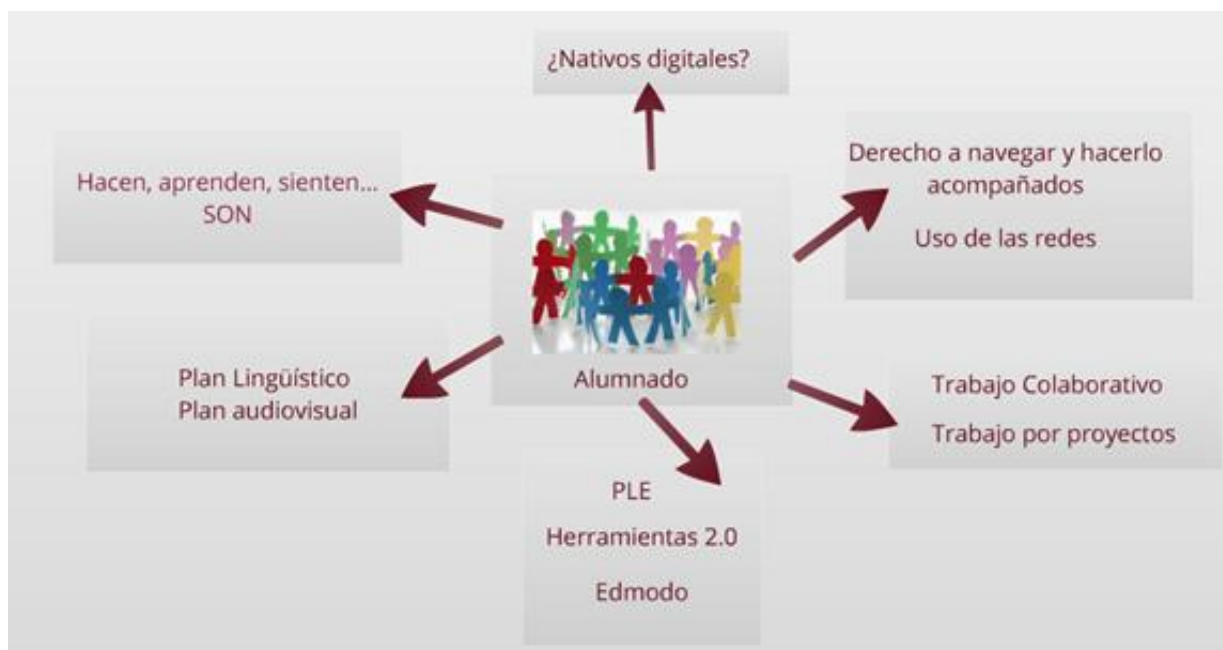 ¿Nativos digitales?
Hacen, aprenden, sienten...
SON
Derecho a navegar y hacerlo
acompañados
Uso de las redes
Alumnado
Plan Lingüístico
Plan audiovisual
Trabajo Colaborativo
Trabajo por proyectos
PLE
Herramientas 2.0
Edmodo